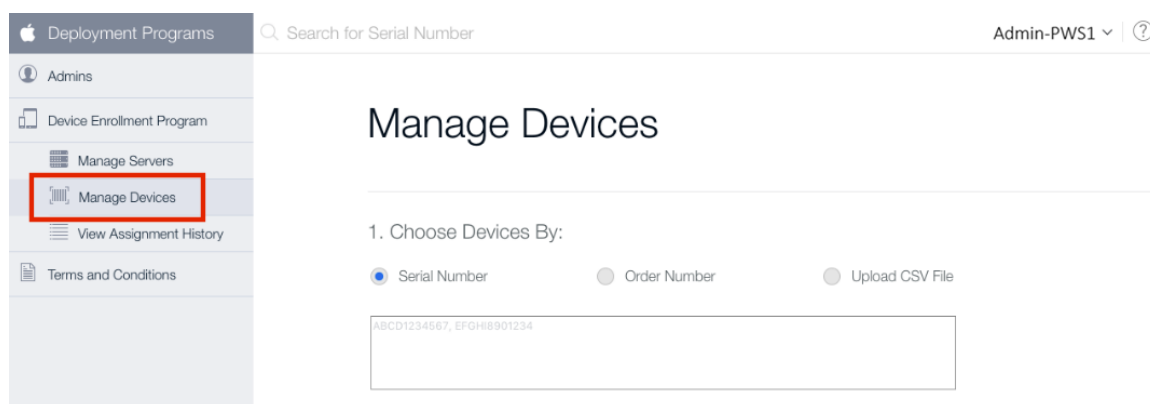 Deployment Programs
Search for Serial Number
Admin-PWS1
?
Admins
Device Enrollment Program
Manage Servers
Manage Devices
View Assignment History
Terms and Conditions
Manage Devices
1. Choose Devices By:
Serial Number
Order Number
Upload CSV File
ABCD1234567, EFGHI8901234